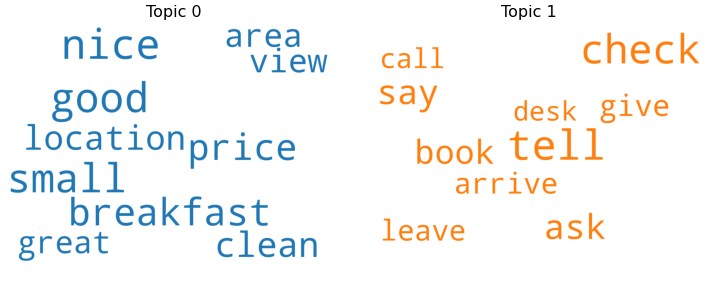 Topic 0
nice
area
view
good
location
price
small
breakfast
great
clean
Topic 1
check
call
say
desk
give
book
tell
arrive
leave
ask